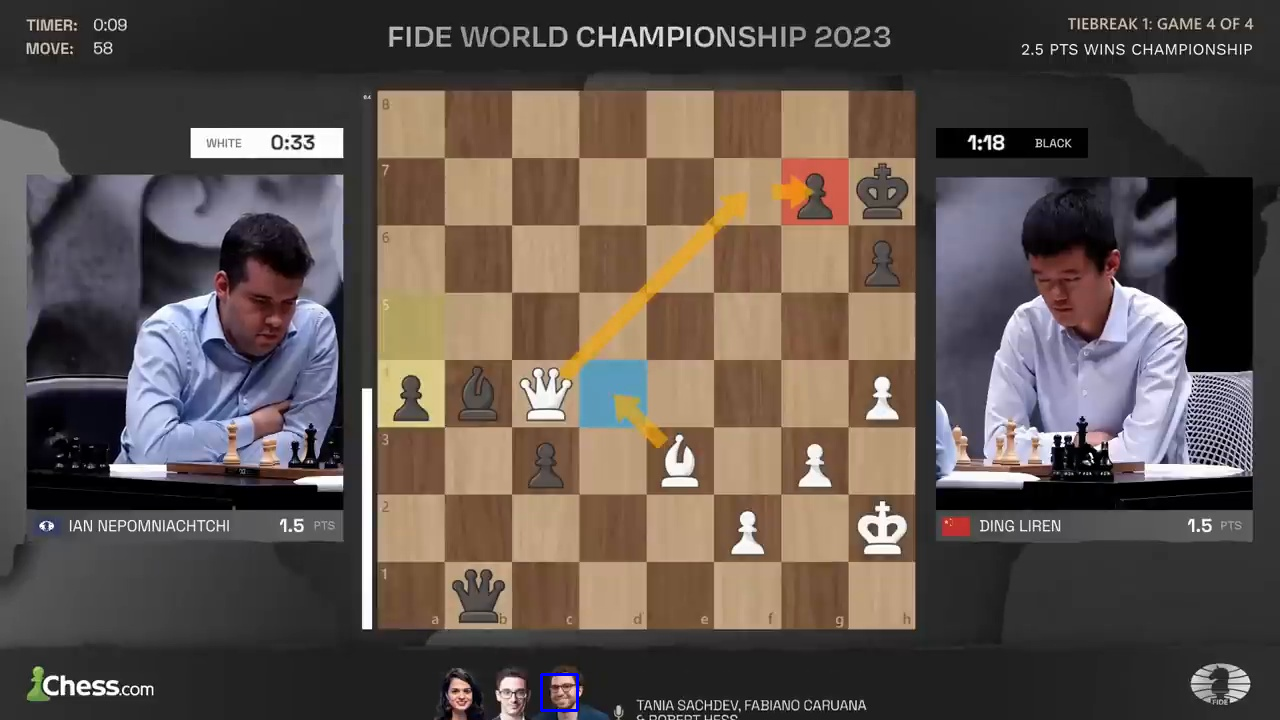 TIMER: 0:09
MOVE: 58
FIDE WORLD CHAMPIONSHIP 2023
TIEBREAK 1: GAME 4 OF 4
2.5 PTS WINS CHAMPIONSHIP
WHITE 0:33
1:18 BLACK
8
7
6
5
3
2
1
a b c d e f g h
IAN NEPOMNIACHTCHI 1.5 PTS
DING LIREN 1.5 PTS
Chess.com
TANIA SACHDEV, FABIANO CARUANA
& ROBERT HESS
FIDE